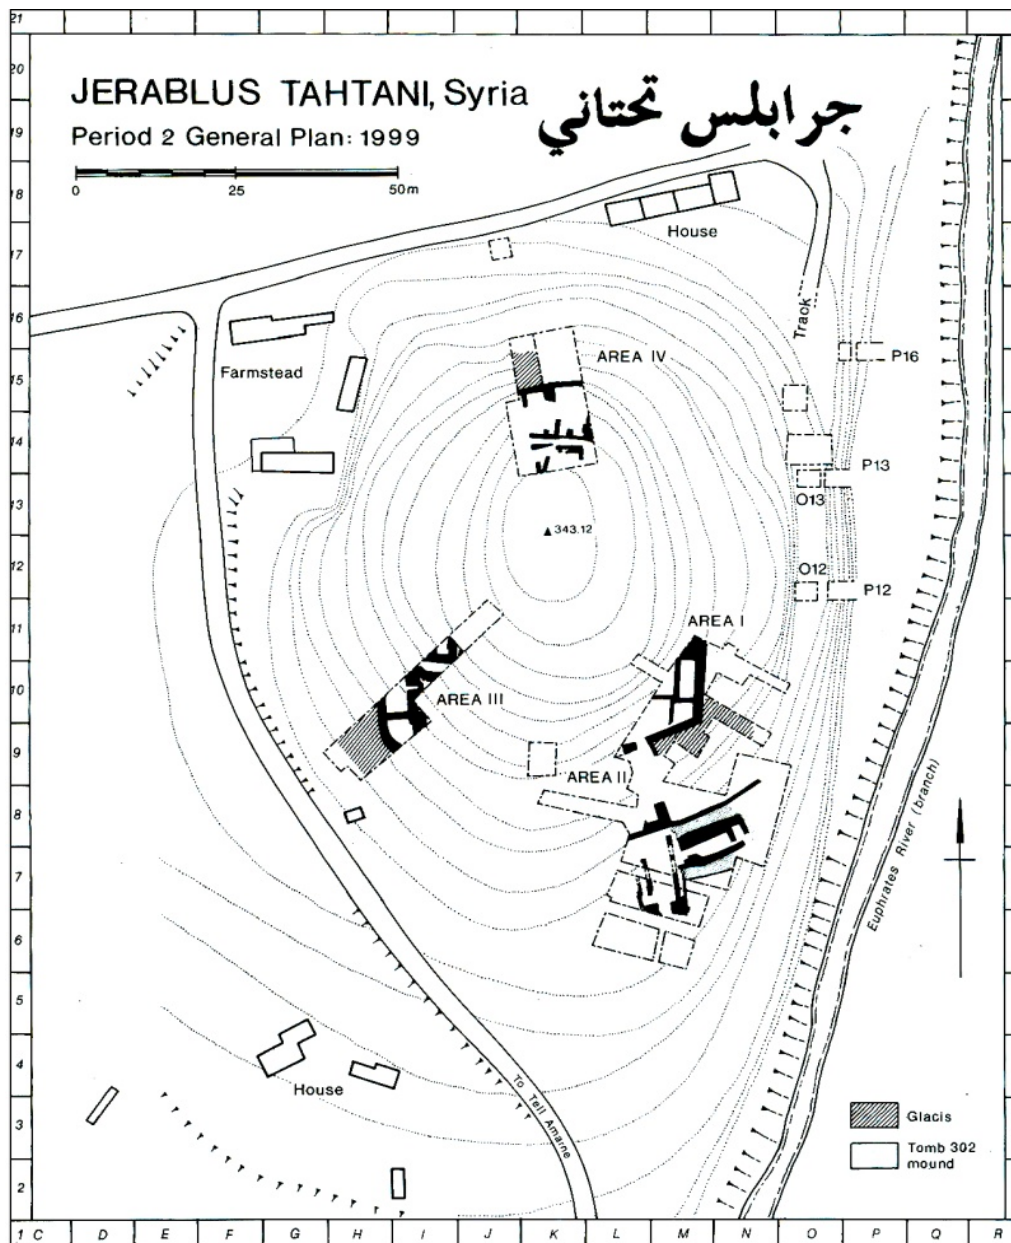 JERABLUS TAHTANI, Syria
جرابلس تحتاني
Period 2 General Plan: 1999
0 25 50m
21
20
19
18
17
16
15
14
13
12
11
10
9
8
7
6
5
4
3
2
1 C D E F G H I J K L M N O P Q R
House
Track
AREA IV
P16
Farmstead
P13
O13
343.12
O12
P12
AREA I
AREA III
AREA II
Euphrates River (branch)
House
To Tell Amarne
Glacis
Tomb 302
mound